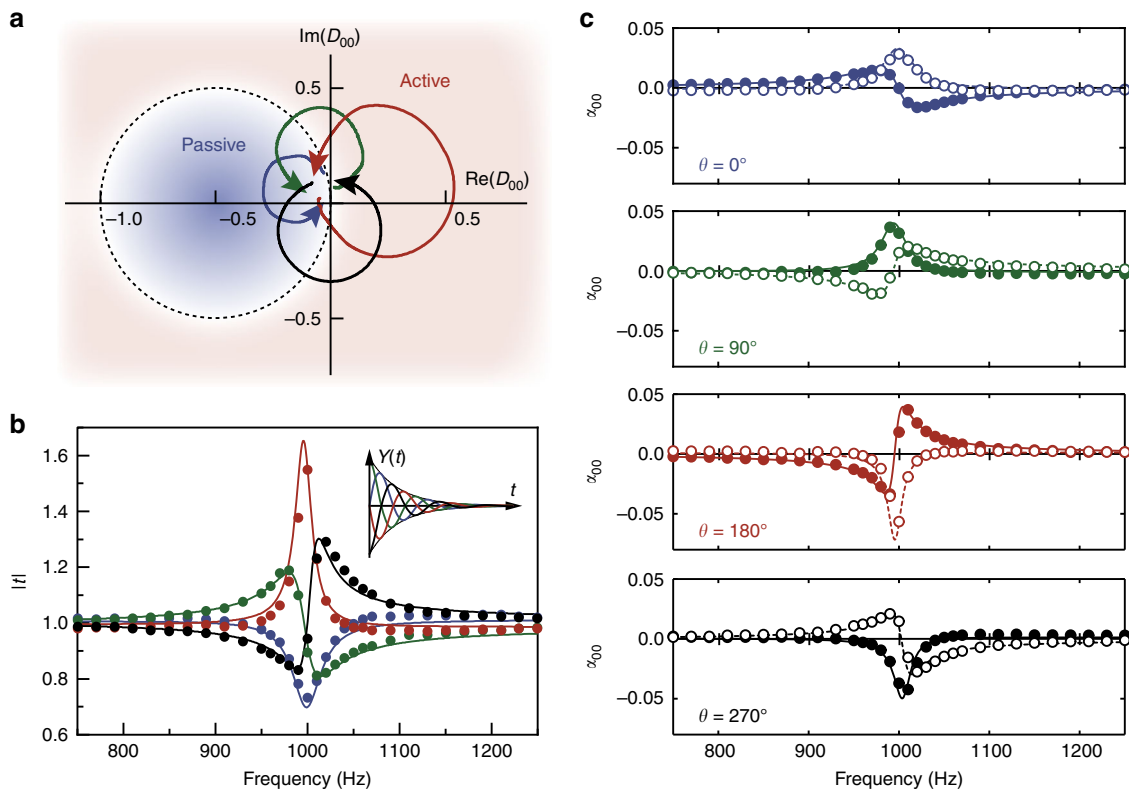 a
Im(D00)
0.5
Active
Passive
Re(D00)
−1.0
−0.5
0.5
−0.5
b
1.6
1.4
1.2
1.0
0.8
0.6
|t|
Y(t)
t
800
900
1000
1100
1200
Frequency (Hz)
c
0.05
0.0
−0.05
α00
θ = 0°
0.05
0.0
−0.05
α00
θ = 90°
0.05
0.0
−0.05
α00
θ = 180°
0.05
0.0
−0.05
α00
θ = 270°
800
900
1000
1100
1200
Frequency (Hz)